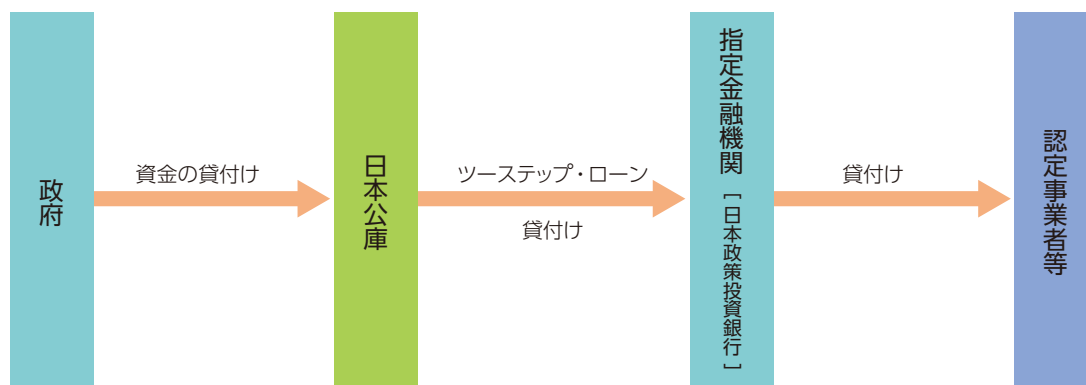 政府
資金の貸付け
日本公庫
ツーステップ・ローン
貸付け
指定金融機関
[日本政策投資銀行]
貸付け
認定事業者等